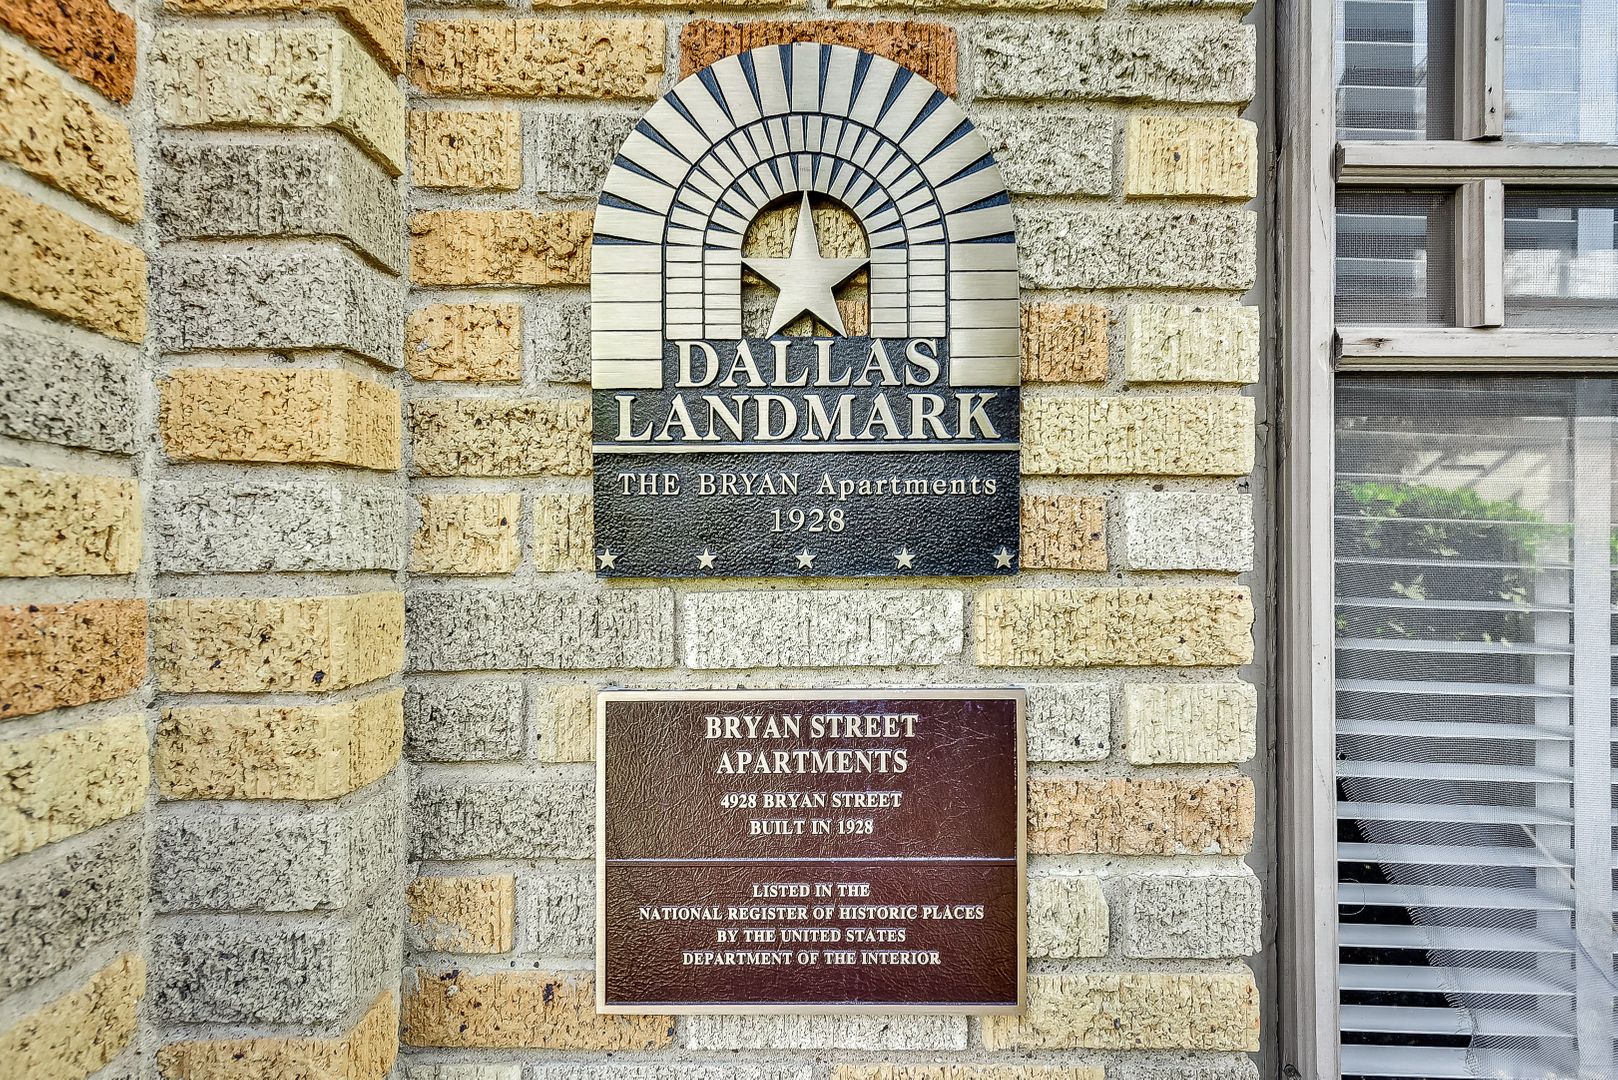 DALLAS
LANDMARK
THE BRYAN Apartments
1928
BRYAN STREET
APARTMENTS
4928 BRYAN STREET
BUILT IN 1928
LISTED IN THE
NATIONAL REGISTER OF HISTORIC PLACES
BY THE UNITED STATES
DEPARTMENT OF THE INTERIOR